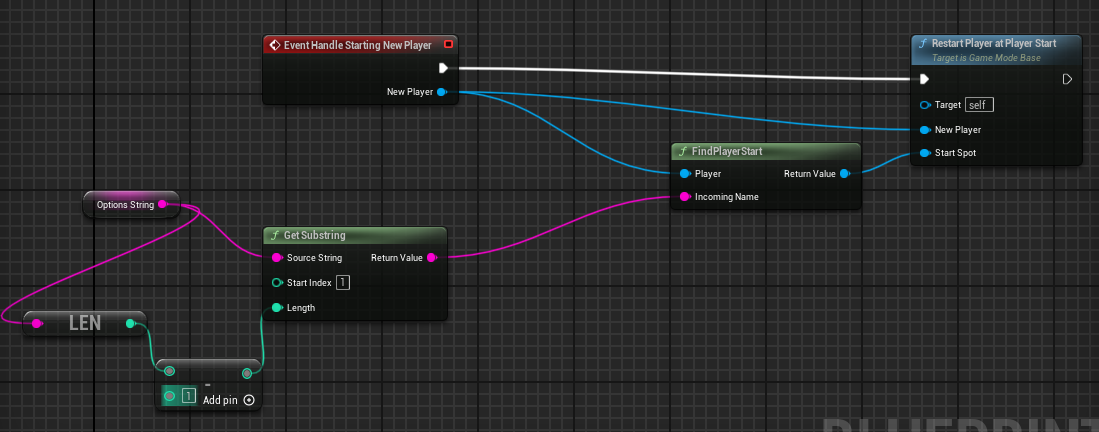 Event Handle Starting New Player
New Player
Restart Player at Player Start
Target is Game Mode Base
Target self
New Player
Start Spot
FindPlayerStart
Player Return Value
Incoming Name
Options String
Get Substring
Source String Return Value
Start Index 1
Length
LEN
-
1 Add pin
BLUEPRINT